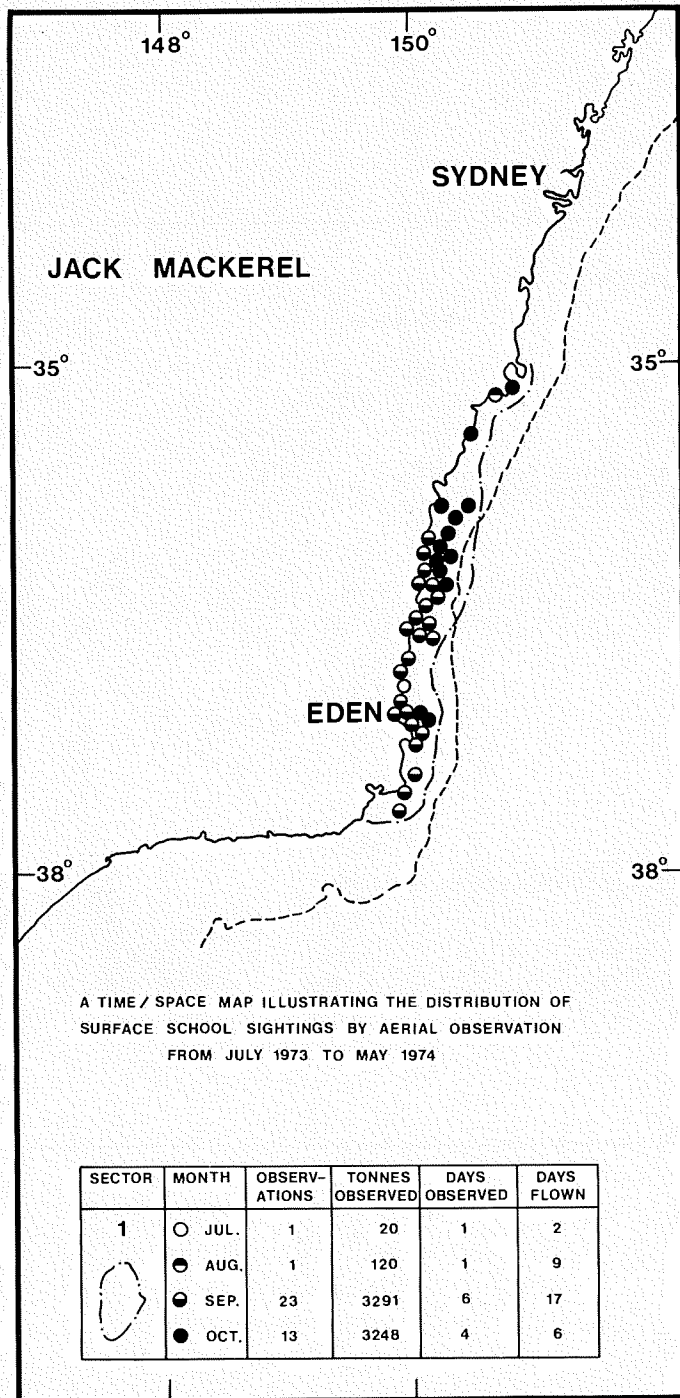 148° 150°
SYDNEY
JACK MACKEREL
35° 35°
EDEN
38° 38°
A TIME / SPACE MAP ILLUSTRATING THE DISTRIBUTION OF
SURFACE SCHOOL SIGHTINGS BY AERIAL OBSERVATION
FROM JULY 1973 TO MAY 1974
SECTOR MONTH OBSERV- TONNES DAYS DAYS
ATIONS OBSERVED OBSERVED FLOWN
1 JUL. 1 20 1 2
AUG. 1 120 1 9
SEP. 23 3291 6 17
OCT. 13 3248 4 6